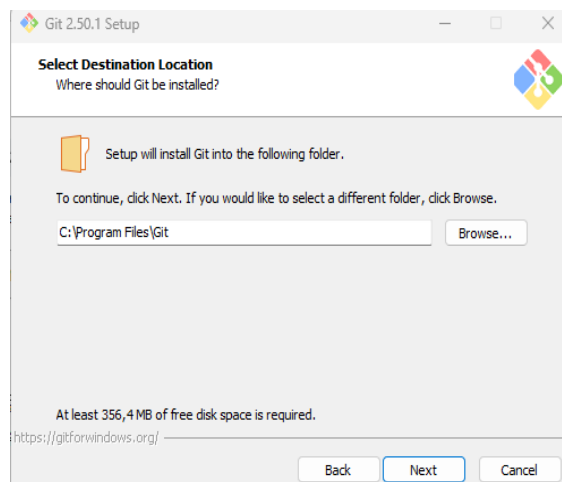 Git 2.50.1 Setup
Select Destination Location
Where should Git be installed?
Setup will install Git into the following folder.
To continue, click Next. If you would like to select a different folder, click Browse.
C:\Program Files\Git
Browse...
At least 356,4 MB of free disk space is required.
https://gitforwindows.org/
Back Next Cancel